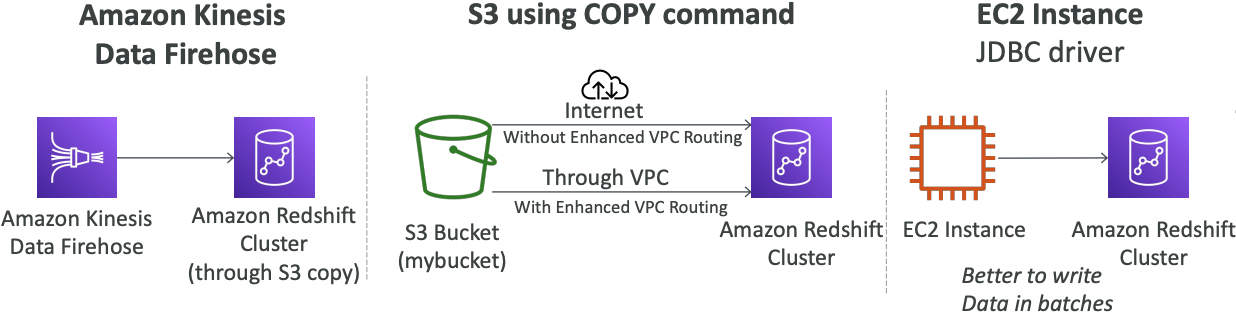 Amazon Kinesis
Data Firehose
Amazon Kinesis
Data Firehose
Amazon Redshift
Cluster
(through S3 copy)
S3 using COPY command
Internet
Without Enhanced VPC Routing
Through VPC
With Enhanced VPC Routing
S3 Bucket
(mybucket)
Amazon Redshift
Cluster
EC2 Instance
JDBC driver
EC2 Instance
Amazon Redshift
Cluster
Better to write
Data in batches